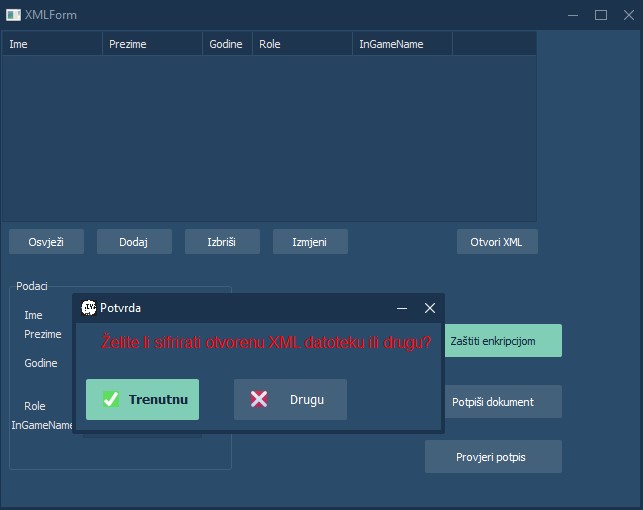 XMLForm
Ime Prezime Godine Role InGameName
Osvježi Dodaj Izbriši Izmjeni Otvori XML
Podaci
Potvrda
Ime
Prezime
Želite li sifrirati otvorenu XML datoteku ili drugu?
Zaštiti enkripcijom
Godine
Trenutnu Drugu
Role
Potpiši dokument
InGameName
Provjeri potpis